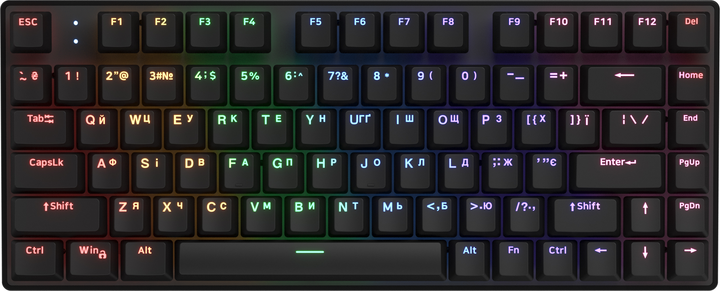 ESC F1 F2 F3 F4 F5 F6 F7 F8 F9 F10 F11 F12 Del
~ ₴ 1 ! 2"@ 3#№ 4;$ 5% 6:^ 7?& 8* 9( 0) -_ =+ ← Home
Tab Q Й W Ц E У R К T Е Y Н U Г Ґ I Ш O Щ P З [{ Х ]} Ї | \ / End
CapsLk A Ф S І D В F А G П H Р J О K Л L Д ;: Ж '"Є Enter PgUp
↑Shift Z Я X Ч C С V М B И N Т M Ь <,Б >.Ю /?., ↑Shift ↑ PgDn
Ctrl Win Alt Alt Fn Ctrl ← ↓ →